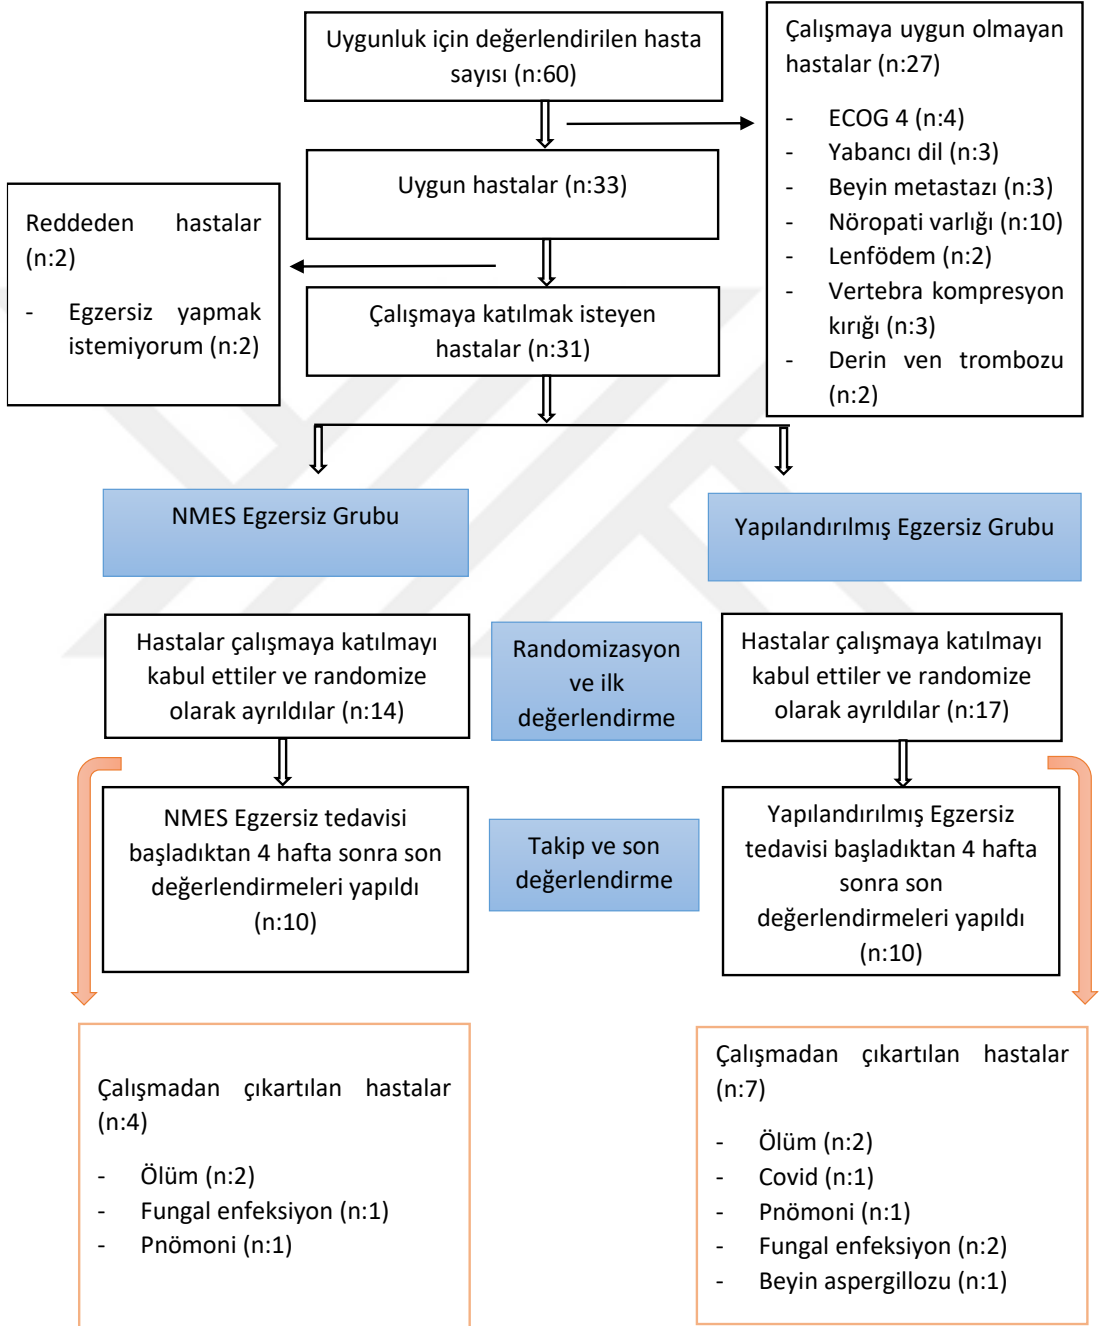 Uygunluk için değerlendirilen hasta
sayısı (n:60)
Çalışmaya uygun olmayan
hastalar (n:27)
- ECOG 4 (n:4)
- Yabancı dil (n:3)
- Beyin metastazı (n:3)
- Nöropati varlığı (n:10)
- Lenfödem (n:2)
- Vertebra kompresyon
kırığı (n:3)
- Derin ven trombozu
(n:2)
Uygun hastalar (n:33)
Reddeden hastalar
(n:2)
- Egzersiz yapmak
istemiyorum (n:2)
Çalışmaya katılmak isteyen
hastalar (n:31)
NMES Egzersiz Grubu
Yapılandırılmış Egzersiz Grubu
Hastalar çalışmaya katılmayı
kabul ettiler ve randomize
olarak ayrıldılar (n:14)
Randomizasyon
ve ilk
değerlendirme
Hastalar çalışmaya katılmayı
kabul ettiler ve randomize
olarak ayrıldılar (n:17)
NMES Egzersiz tedavisi
başladıktan 4 hafta sonra son
değerlendirmeleri yapıldı
(n:10)
Takip ve son
değerlendirme
Yapılandırılmış Egzersiz
tedavisi başladıktan 4 hafta
sonra son
değerlendirmeleri yapıldı
(n:10)
Çalışmadan çıkartılan hastalar
(n:4)
- Ölüm (n:2)
- Fungal enfeksiyon (n:1)
- Pnömoni (n:1)
Çalışmadan çıkartılan hastalar
(n:7)
- Ölüm (n:2)
- Covid (n:1)
- Pnömoni (n:1)
- Fungal enfeksiyon (n:2)
- Beyin aspergillozu (n:1)